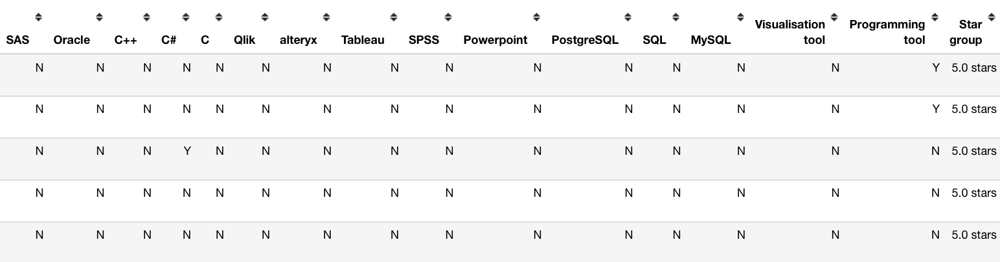 SAS Oracle C++ C# C Qlik alteryx Tableau SPSS Powerpoint PostgreSQL SQL MySQL Visualisation tool Programming tool Star group
N N N N N N N N N N N N N N Y 5.0 stars
N N N N N N N N N N N N N N Y 5.0 stars
N N N Y N N N N N N N N N N N 5.0 stars
N N N N N N N N N N N N N N N 5.0 stars
N N N N N N N N N N N N N N N 5.0 stars